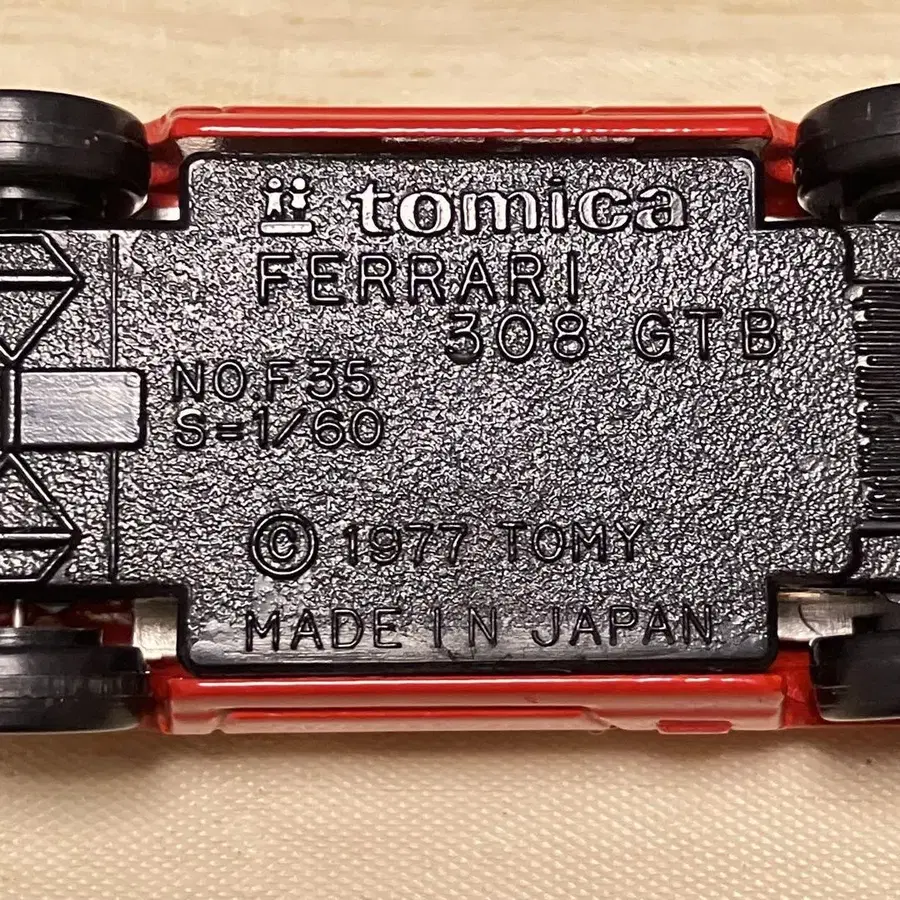 tomica
FERRARI
308 GTB
NO.F35
S=1/60
© 1977 TOMY
MADE IN JAPAN